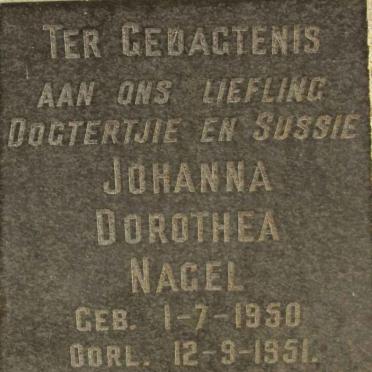 TER GEDAGTENIS
AAN ONS LIEFLING
DOGTERTJIE EN SUSSIE
JOHANNA
DOROTHEA
NAGEL
GEB. 1-7-1950
OORL. 12-9-1951.